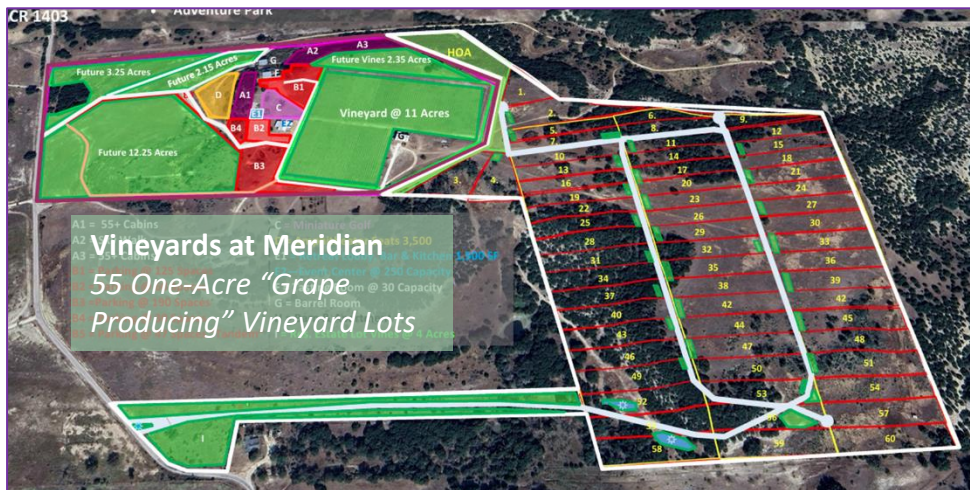 CR 1403
• Adventure Park
A2
A3
HOA
Future 3.25 Acres
Future 2.15 Acres
G
F
Future Vines 2.35 Acres
B1
D
A1
C
E1
Vineyard @ 11 Acres
B4
B2
G
Future 12.25 Acres
B3
1.
2.
6.
9.
5.
8.
12
7
11
15
10
14
18
13
17
21
3.
4.
16
20
24
19
23
27
22
26
30
25
29
33
28
32
36
31
35
39
34
38
42
37
42
45
40
44
48
43
47
51
46
50
54
49
53
57
52
56
60
58
59
A1 = 55+ Cabins
C = Miniature Golf
Vineyards at Meridian
55 One-Acre “Grape
Producing” Vineyard Lots
A3 = 55+ Cabins
G = Barrel Room
I